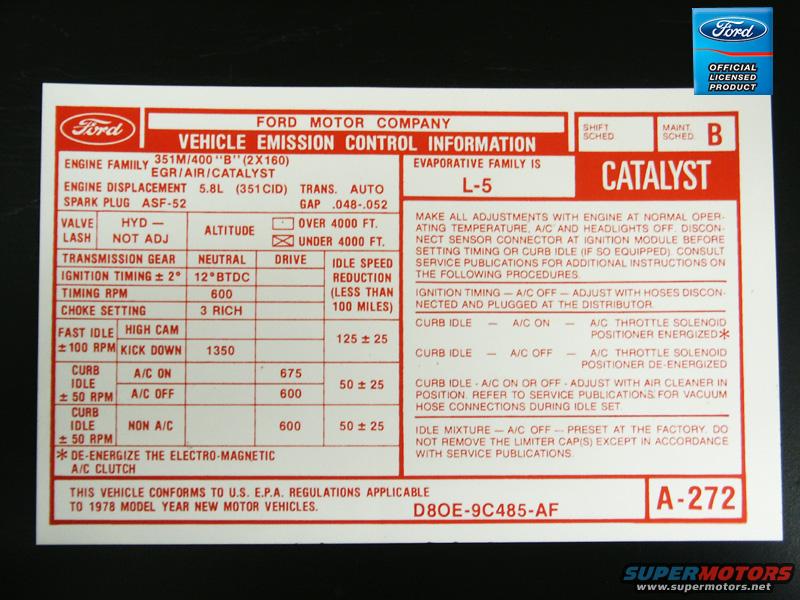 Ford
OFFICIAL
LICENSED
PRODUCT
Ford
FORD MOTOR COMPANY
VEHICLE EMISSION CONTROL INFORMATION
SHIFT SCHED.
MAINT. SCHED. B
ENGINE FAMILY 351M/400 "B" (2X160)
EGR/AIR/CATALYST
ENGINE DISPLACEMENT 5.8L (351CID) TRANS. AUTO
SPARK PLUG ASF-52 GAP .048-.052
EVAPORATIVE FAMILY IS
L-5
CATALYST
VALVE LASH HYD — NOT ADJ ALTITUDE
OVER 4000 FT.
UNDER 4000 FT.
TRANSMISSION GEAR NEUTRAL DRIVE IDLE SPEED REDUCTION (LESS THAN 100 MILES)
IGNITION TIMING ± 2° 12° BTDC
TIMING RPM 600
CHOKE SETTING 3 RICH
FAST IDLE ± 100 RPM HIGH CAM 125 ± 25
KICK DOWN 1350
CURB IDLE ± 50 RPM A/C ON 675 50 ± 25
A/C OFF 600
CURB IDLE ± 50 RPM NON A/C 600 50 ± 25
* DE-ENERGIZE THE ELECTRO-MAGNETIC
A/C CLUTCH
MAKE ALL ADJUSTMENTS WITH ENGINE AT NORMAL OPER-
ATING TEMPERATURE, A/C AND HEADLIGHTS OFF. DISCON-
NECT SENSOR CONNECTOR AT IGNITION MODULE BEFORE
SETTING TIMING OR CURB IDLE (IF SO EQUIPPED). CONSULT
SERVICE PUBLICATIONS FOR ADDITIONAL INSTRUCTIONS ON
THE FOLLOWING PROCEDURES.
IGNITION TIMING — A/C OFF — ADJUST WITH HOSES DISCON-
NECTED AND PLUGGED AT THE DISTRIBUTOR.
CURB IDLE — A/C ON — A/C THROTTLE SOLENOID
POSITIONER ENERGIZED*
CURB IDLE — A/C OFF — A/C THROTTLE SOLENOID
POSITIONER DE-ENERGIZED
CURB IDLE - A/C ON OR OFF - ADJUST WITH AIR CLEANER IN
POSITION. REFER TO SERVICE PUBLICATIONS FOR VACUUM
HOSE CONNECTIONS DURING IDLE SET.
IDLE MIXTURE — A/C OFF — PRESET AT THE FACTORY. DO
NOT REMOVE THE LIMITER CAP(S) EXCEPT IN ACCORDANCE
WITH SERVICE PUBLICATIONS.
THIS VEHICLE CONFORMS TO U.S. E.P.A. REGULATIONS APPLICABLE
TO 1978 MODEL YEAR NEW MOTOR VEHICLES.
D8OE-9C485-AF
A-272
SUPERMOTORS
www.supermotors.net